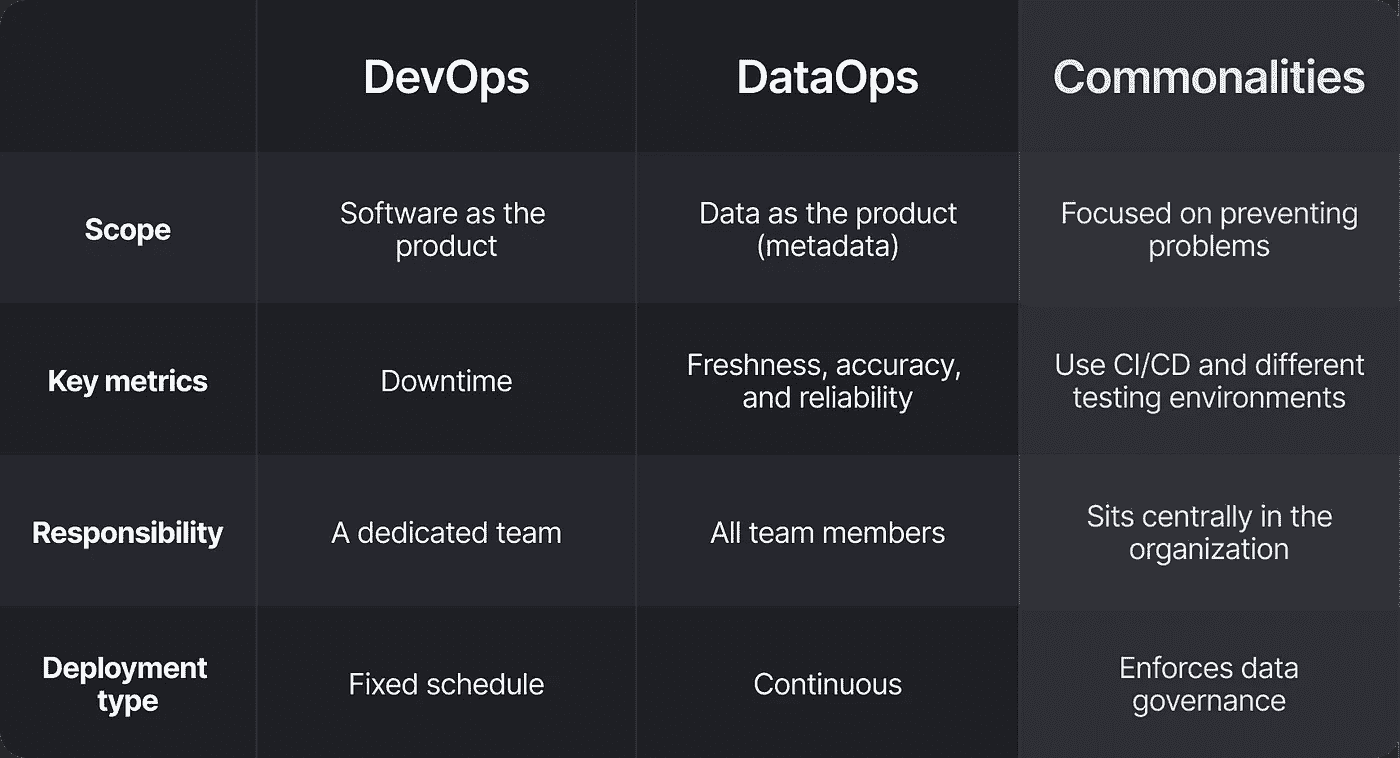 DevOps
DataOps
Commonalities
Scope
Software as the
product
Data as the product
(metadata)
Focused on preventing
problems
Key metrics
Downtime
Freshness, accuracy,
and reliability
Use CI/CD and different
testing environments
Responsibility
A dedicated team
All team members
Sits centrally in the
organization
Deployment
type
Fixed schedule
Continuous
Enforces data
governance